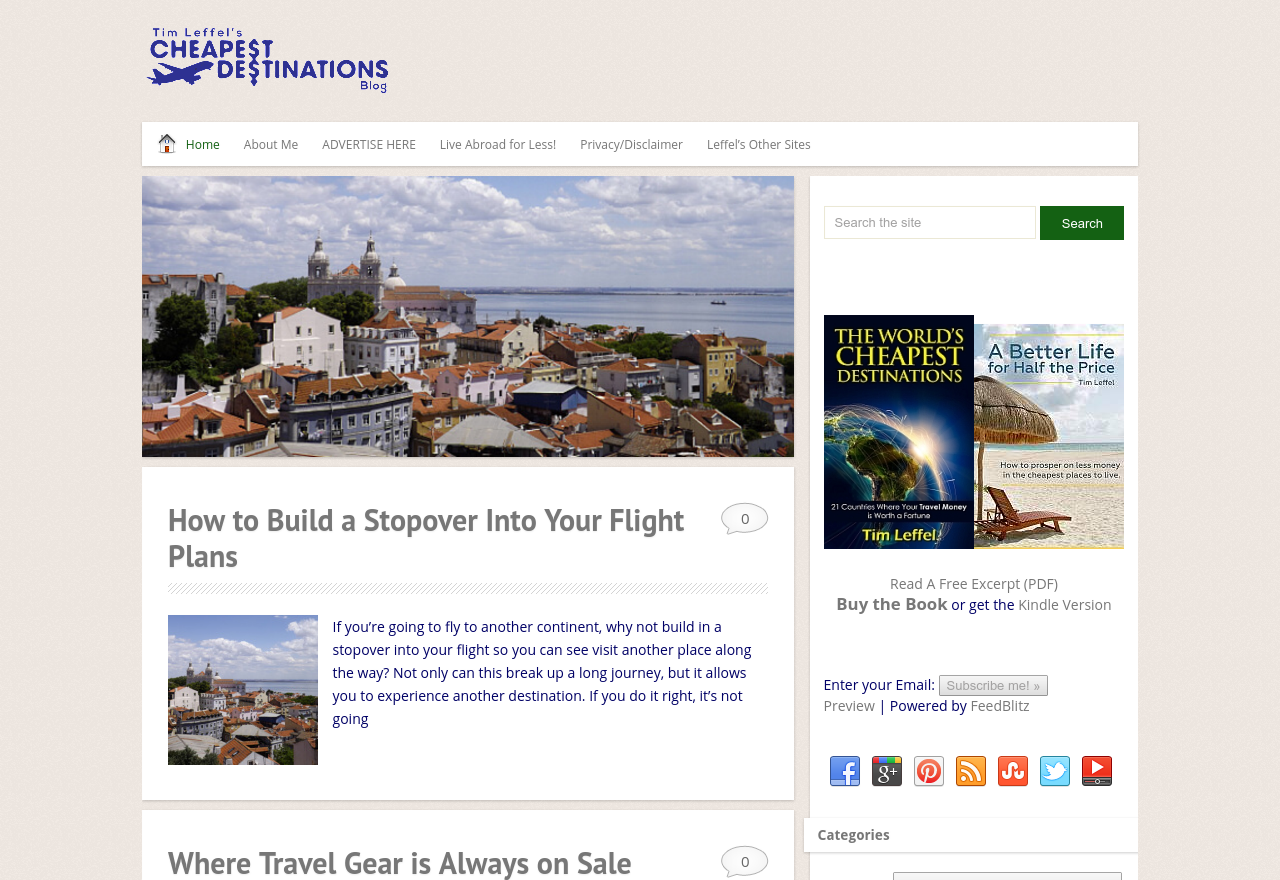 Tim Leffel's
CHEAPEST
DE$TINATIONS
Blog
Home
About Me
ADVERTISE HERE
Live Abroad for Less!
Privacy/Disclaimer
Leffel’s Other Sites
Search the site
Search
THE WORLD'S
CHEAPEST
DESTINATIONS
21 Countries Where Your Travel Money
is Worth a Fortune
Tim Leffel
A Better Life
for Half the Price
Tim Leffel
How to prosper on less money
in the cheapest places to live.
Read A Free Excerpt (PDF)
Buy the Book or get the Kindle Version
Enter your Email: Subscribe me! »
Preview | Powered by FeedBlitz
Categories
How to Build a Stopover Into Your Flight
Plans
0
If you’re going to fly to another continent, why not build in a
stopover into your flight so you can see visit another place along
the way? Not only can this break up a long journey, but it allows
you to experience another destination. If you do it right, it’s not
going
Where Travel Gear is Always on Sale
0